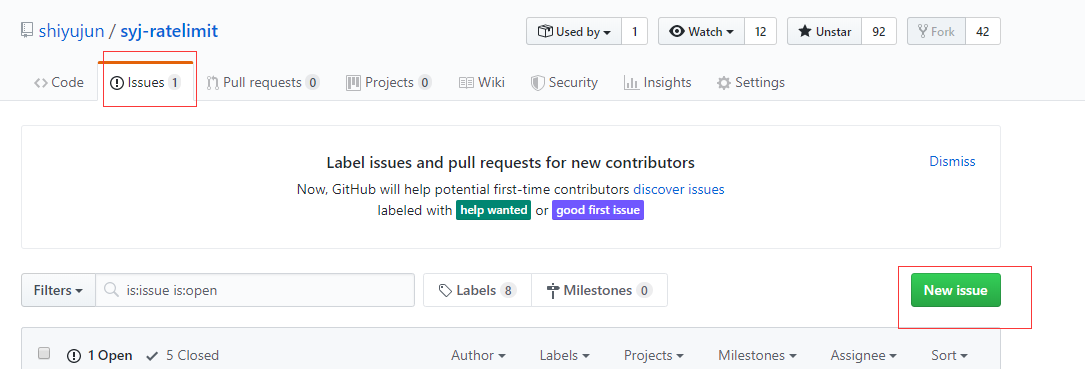 shiyujun / syj-ratelimit Used by 1 Watch 12 Unstar 92 Fork 42
Code Issues 1 Pull requests 0 Projects 0 Wiki Security Insights Settings
Label issues and pull requests for new contributors Dismiss
Now, GitHub will help potential first-time contributors discover issues
labeled with help wanted or good first issue
Filters is:issue is:open Labels 8 Milestones 0 New issue
1 Open 5 Closed Author Labels Projects Milestones Assignee Sort